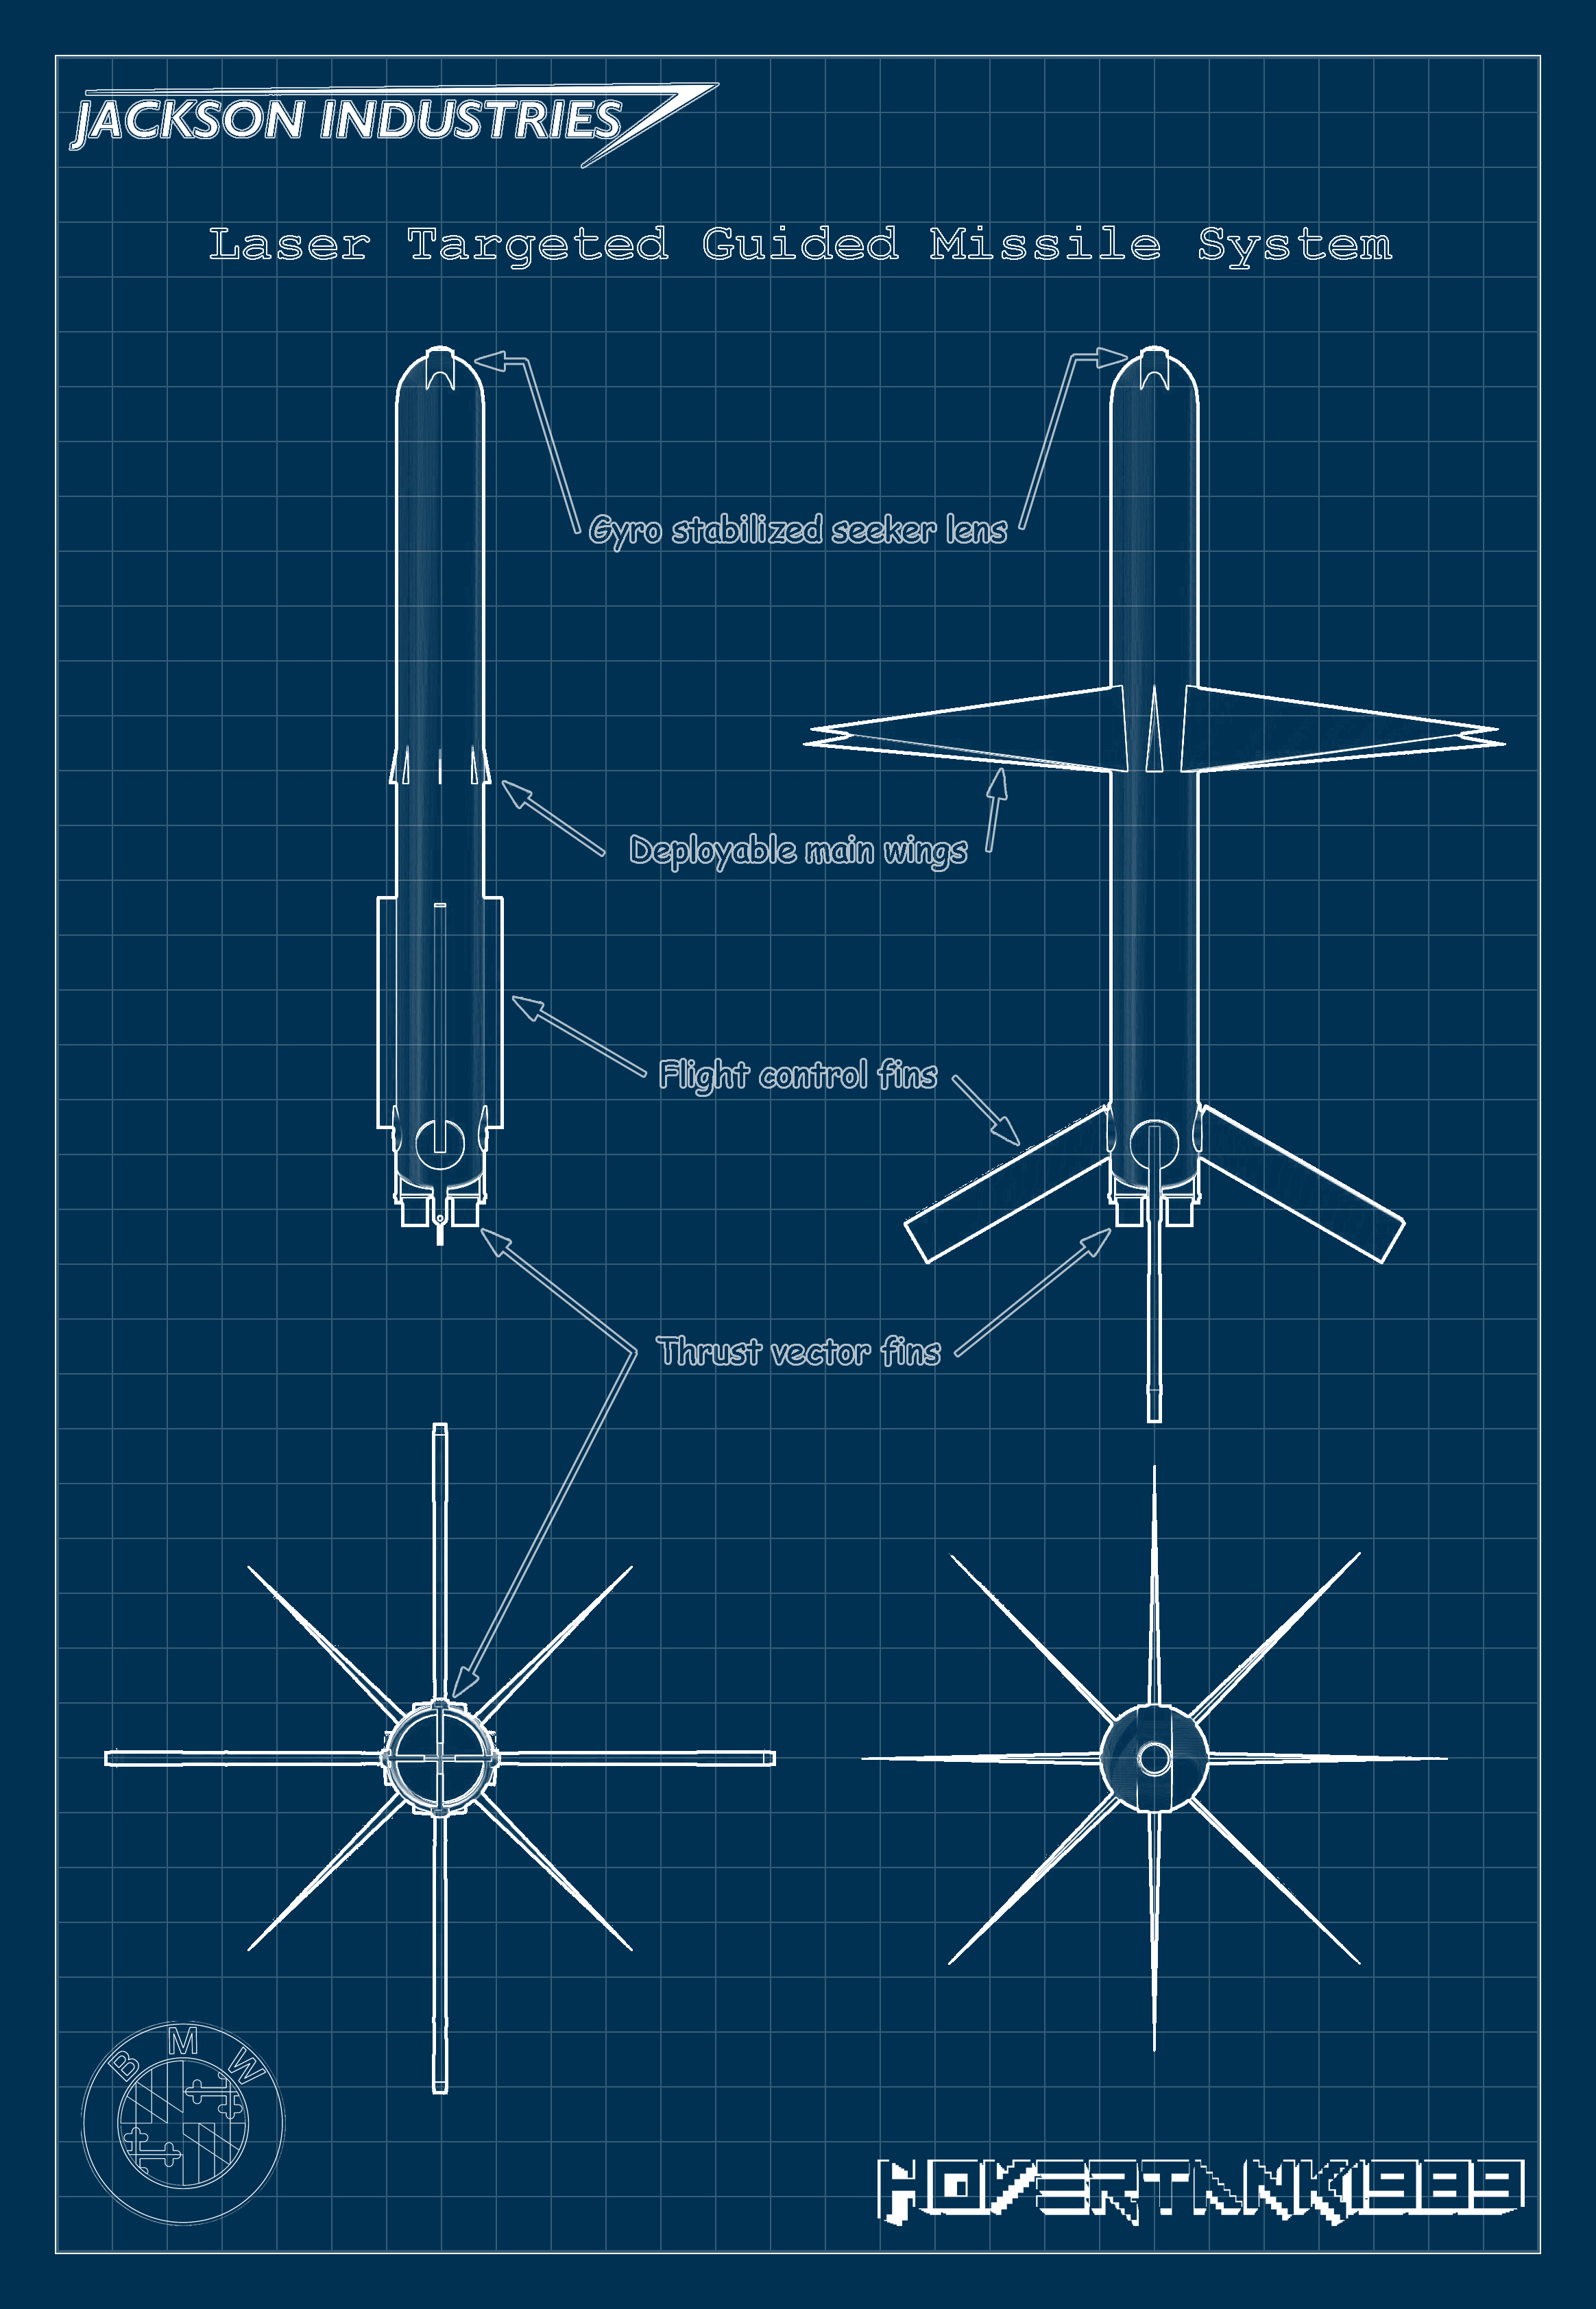 JACKSON INDUSTRIES
Laser Targeted Guided Missile System
Gyro stabilized seeker lens
Deployable main wings
Flight control fins
Thrust vector fins
B M W
HOVERTANK1989